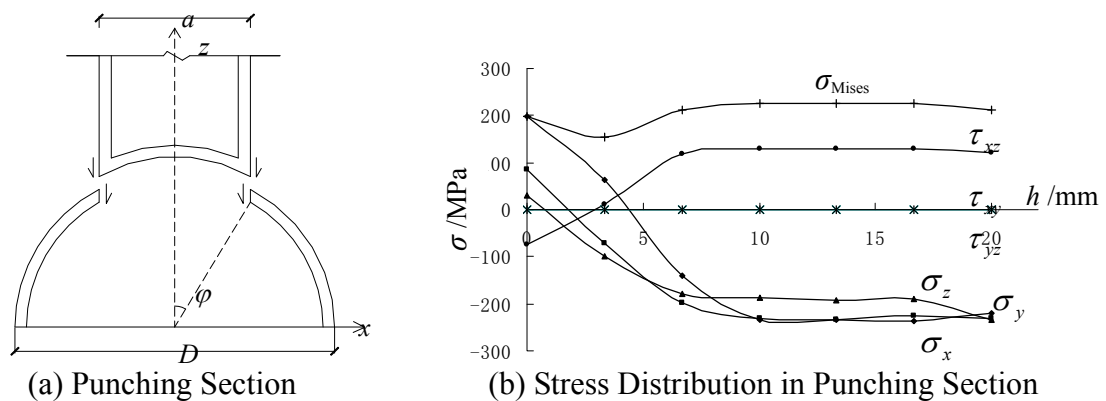 a
z
φ
x
D
(a) Punching Section
300
200
00
0
-100
-200
-300
σ /MPa
0
5
10
15
20
h /mm
σMises
τxz
τxy
τyz
σz
σy
σx
(b) Stress Distribution in Punching Section